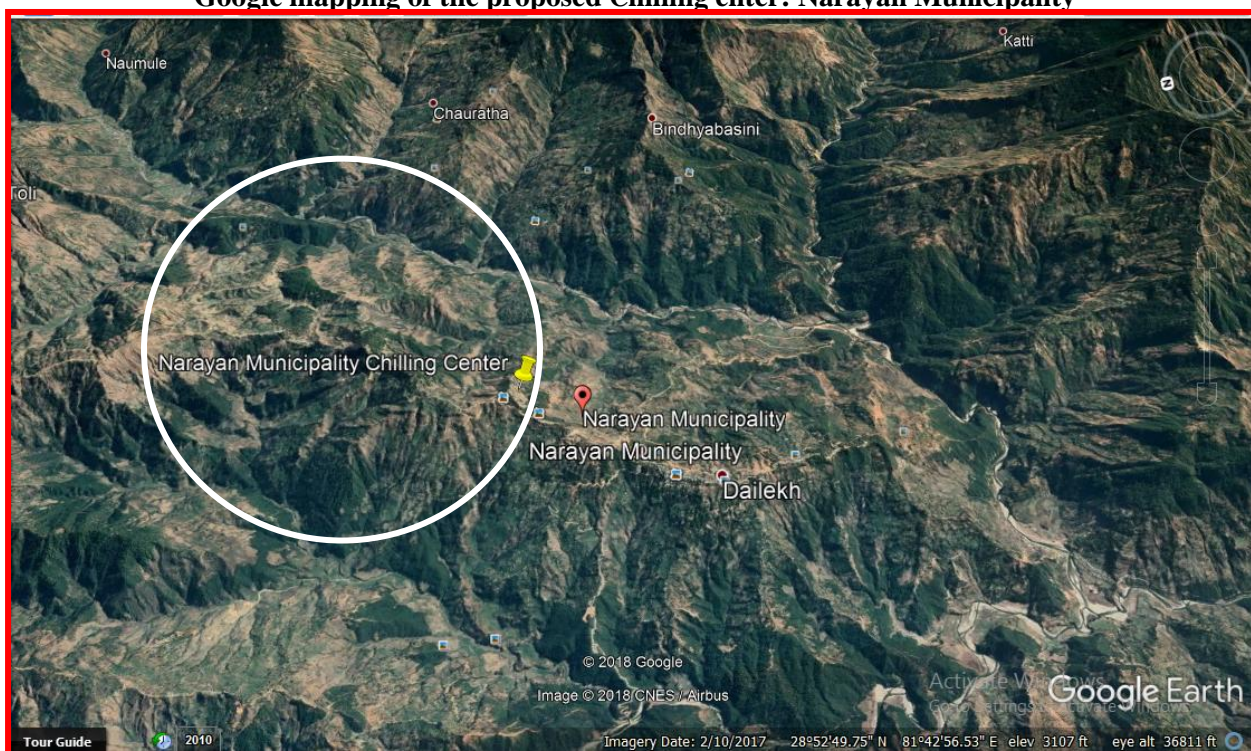 Google mapping of the proposed Chilling enter: Narayan Municipality
Naumule
Katti
Chauratha
Bindhyabasini
N
Toli
Narayan Municipality Chilling Center
Narayan Municipality
Narayan Municipality
Dailekh
© 2018 Google
Image © 2018 CNES / Airbus
Google Earth
Tour Guide
2010
Imagery Date: 2/10/2017 28°52'49.75" N 81°42'56.53" E elev 3107 ft eye alt 36811 ft